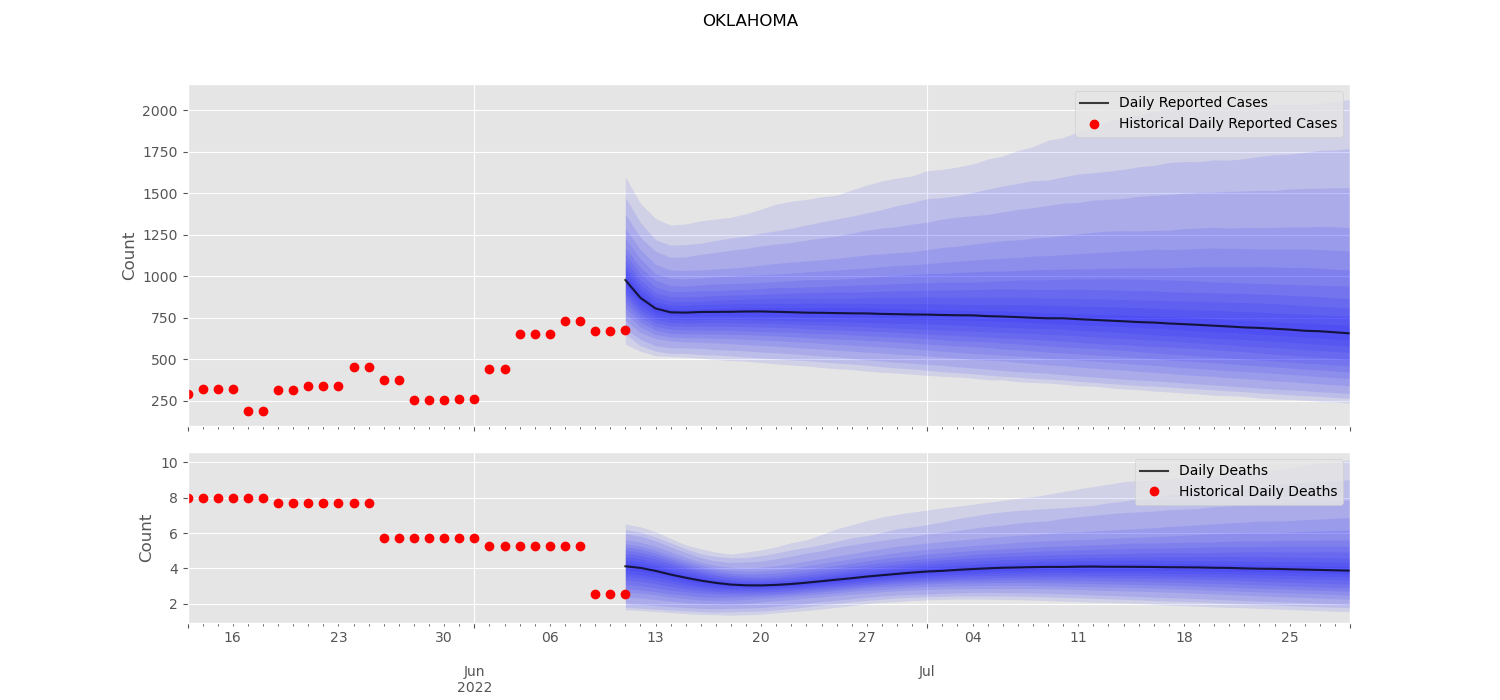 OKLAHOMA
Count
2000
1750
1500
1250
1000
750
500
250
Daily Reported Cases
Historical Daily Reported Cases
Count
10
8
6
4
2
Daily Deaths
Historical Daily Deaths
16 23 30 06 13 20 27 04 11 18 25
Jun Jul
2022